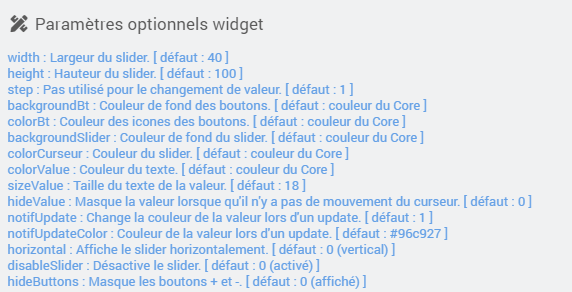 Paramètres optionnels widget
width : Largeur du slider. [ défaut : 40 ]
height : Hauteur du slider. [ défaut : 100 ]
step : Pas utilisé pour le changement de valeur. [ défaut : 1 ]
backgroundBt : Couleur de fond des boutons. [ défaut : couleur du Core ]
colorBt : Couleur des icones des boutons. [ défaut : couleur du Core ]
backgroundSlider : Couleur de fond du slider. [ défaut : couleur du Core ]
colorCurseur : Couleur du slider. [ défaut : couleur du Core ]
colorValue : Couleur du texte. [ défaut : couleur du Core ]
sizeValue : Taille du texte de la valeur. [ défaut : 18 ]
hideValue : Masque la valeur lorsque qu'il n'y a pas de mouvement du curseur. [ défaut : 0 ]
notifUpdate : Change la couleur de la valeur lors d'un update. [ défaut : 1 ]
notifUpdateColor : Couleur de la valeur lors d'un update. [ défaut : #96c927 ]
horizontal : Affiche le slider horizontalement. [ défaut : 0 (vertical) ]
disableSlider : Désactive le slider. [ défaut : 0 (activé) ]
hideButtons : Masque les boutons + et -. [ défaut : 0 (affiché) ]